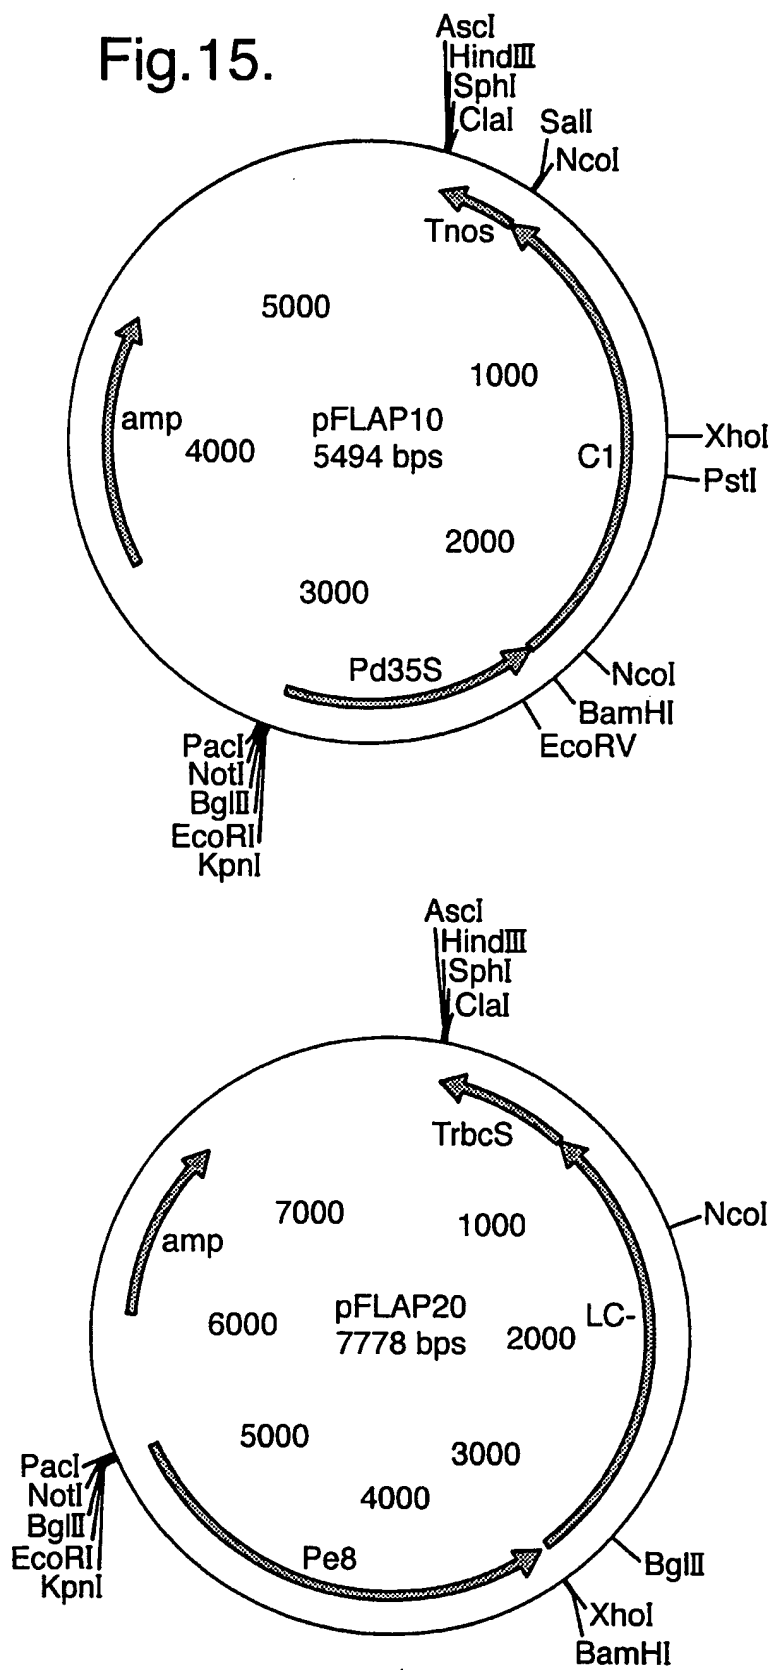 Fig.15.
AscI
HindIII
SphI
ClaI
SalI
NcoI
Tnos
5000
1000
amp
4000
pFLAP10
5494 bps
C1
XhoI
PstI
2000
3000
Pd35S
NcoI
BamHI
EcoRV
PacI
NotI
BglII
EcoRI
KpnI
AscI
HindIII
SphI
ClaI
TrbcS
NcoI
7000
1000
amp
6000
pFLAP20
7778 bps
2000
LC-
5000
3000
4000
PacI
NotI
BglII
EcoRI
KpnI
Pe8
BglII
XhoI
BamHI